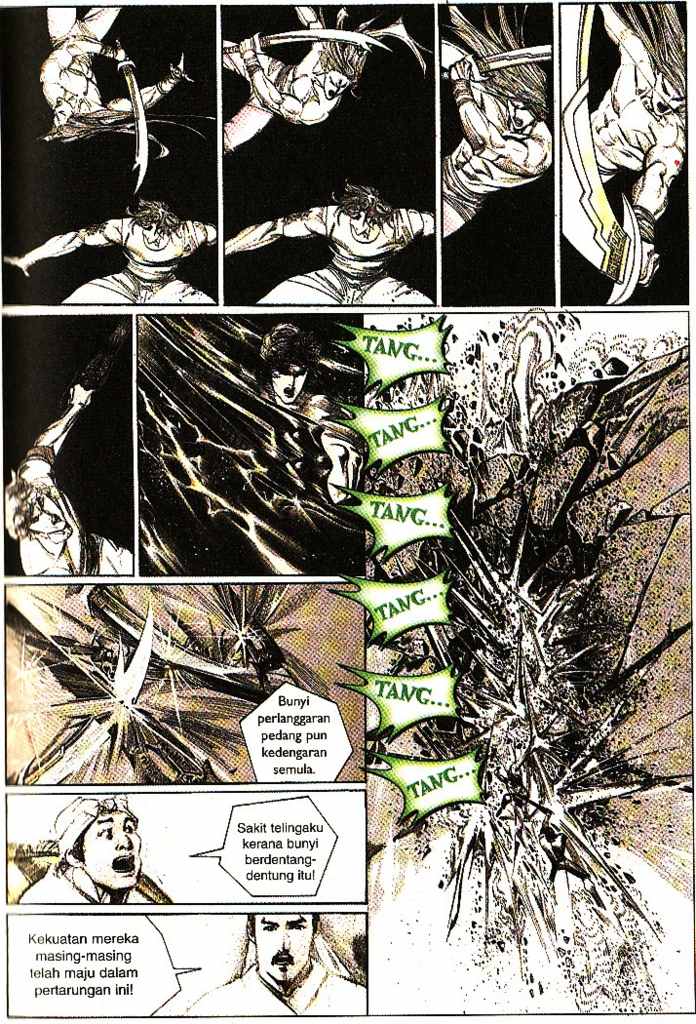 TANG...
TANG...
TANG...
TANG...
TANG...
TANG...
Bunyi
perlanggaran
pedang pun
kedengaran
semula.
Sakit telingaku
kerana bunyi
berdentang-
dentung itu!
Kekuatan mereka
masing-masing
telah maju dalam
pertarungan ini!